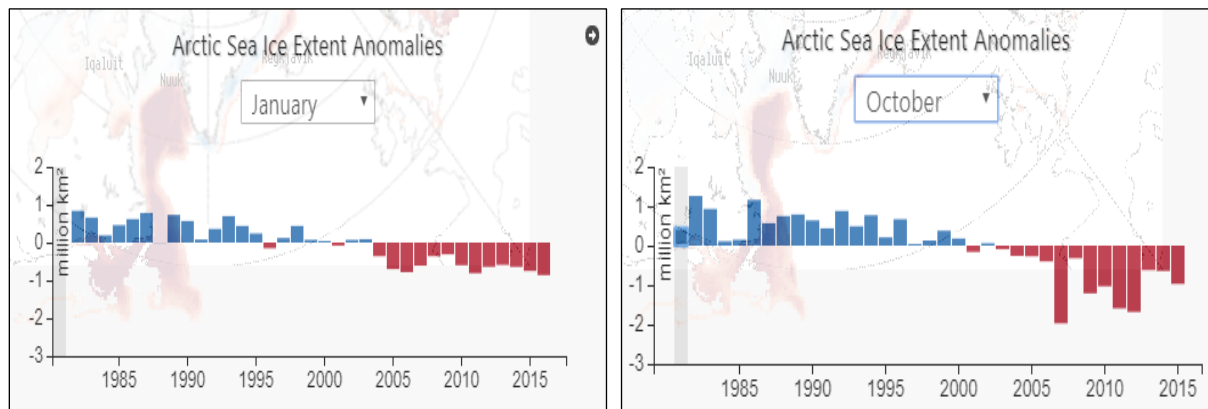 Arctic Sea Ice Extent Anomalies
Iqaluit
Reykjavik
Nuuk
January
2
1
0
-1
-2
-3
million km²
1985
1990
1995
2000
2005
2010
2015
Arctic Sea Ice Extent Anomalies
Iqaluit
Reykjavik
Nuuk
October
2
1
0
-1
-2
-3
million km²
1985
1990
1995
2000
2005
2010
2015